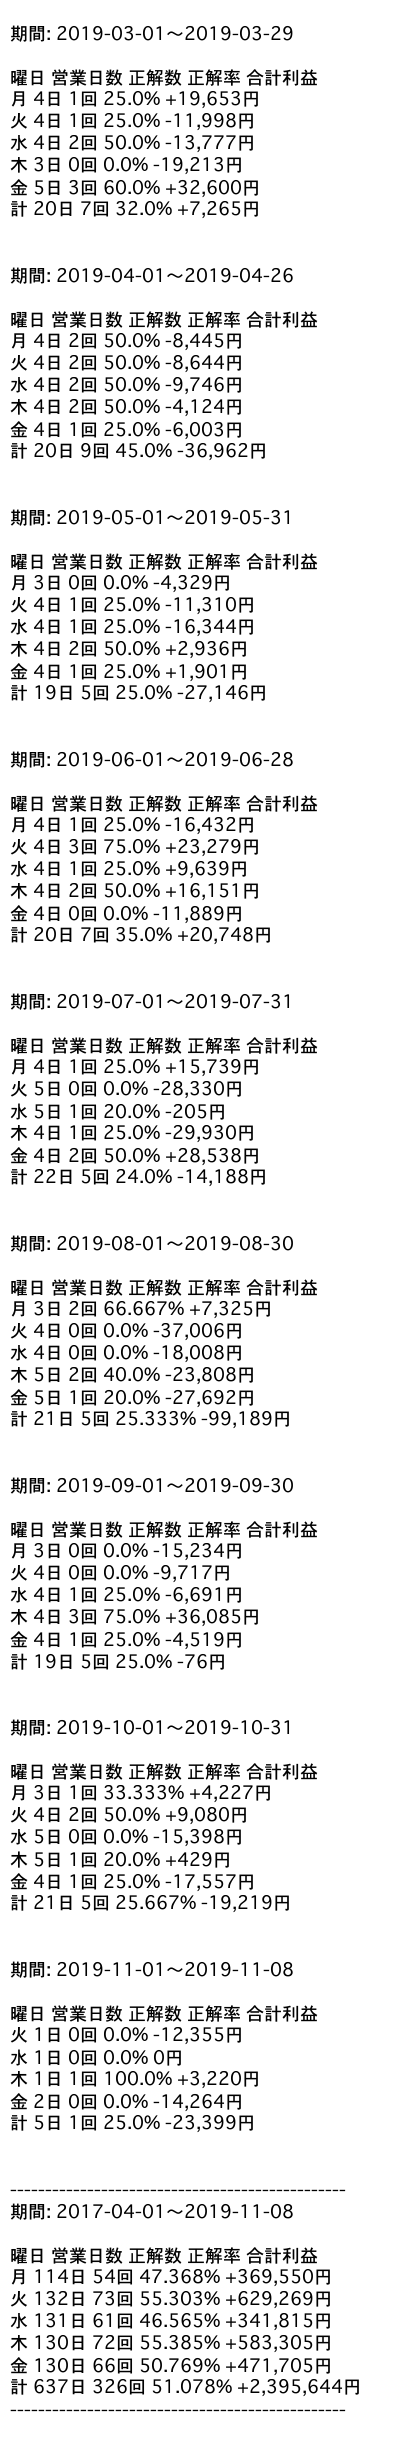 期間: 2019-03-01～2019-03-29
曜日 営業日数 正解数 正解率 合計利益
月 4日 1回 25.0% +19,653円
火 4日 1回 25.0% -11,998円
水 4日 2回 50.0% -13,777円
木 3日 0回 0.0% -19,213円
金 5日 3回 60.0% +32,600円
計 20日 7回 32.0% +7,265円
期間: 2019-04-01～2019-04-26
曜日 営業日数 正解数 正解率 合計利益
月 4日 2回 50.0% -8,445円
火 4日 2回 50.0% -8,644円
水 4日 2回 50.0% -9,746円
木 4日 2回 50.0% -4,124円
金 4日 1回 25.0% -6,003円
計 20日 9回 45.0% -36,962円
期間: 2019-05-01～2019-05-31
曜日 営業日数 正解数 正解率 合計利益
月 3日 0回 0.0% -4,329円
火 4日 1回 25.0% -11,310円
水 4日 1回 25.0% -16,344円
木 4日 2回 50.0% +2,936円
金 4日 1回 25.0% +1,901円
計 19日 5回 25.0% -27,146円
期間: 2019-06-01～2019-06-28
曜日 営業日数 正解数 正解率 合計利益
月 4日 1回 25.0% -16,432円
火 4日 3回 75.0% +23,279円
水 4日 1回 25.0% +9,639円
木 4日 2回 50.0% +16,151円
金 4日 0回 0.0% -11,889円
計 20日 7回 35.0% +20,748円
期間: 2019-07-01～2019-07-31
曜日 営業日数 正解数 正解率 合計利益
月 4日 1回 25.0% +15,739円
火 5日 0回 0.0% -28,330円
水 5日 1回 20.0% -205円
木 4日 1回 25.0% -29,930円
金 4日 2回 50.0% +28,538円
計 22日 5回 24.0% -14,188円
期間: 2019-08-01～2019-08-30
曜日 営業日数 正解数 正解率 合計利益
月 3日 2回 66.667% +7,325円
火 4日 0回 0.0% -37,006円
水 4日 0回 0.0% -18,008円
木 5日 2回 40.0% -23,808円
金 5日 1回 20.0% -27,692円
計 21日 5回 25.333% -99,189円
期間: 2019-09-01～2019-09-30
曜日 営業日数 正解数 正解率 合計利益
月 3日 0回 0.0% -15,234円
火 4日 0回 0.0% -9,717円
水 4日 1回 25.0% -6,691円
木 4日 3回 75.0% +36,085円
金 4日 1回 25.0% -4,519円
計 19日 5回 25.0% -76円
期間: 2019-10-01～2019-10-31
曜日 営業日数 正解数 正解率 合計利益
月 3日 1回 33.333% +4,227円
火 4日 2回 50.0% +9,080円
水 5日 0回 0.0% -15,398円
木 5日 1回 20.0% +429円
金 4日 1回 25.0% -17,557円
計 21日 5回 25.667% -19,219円
期間: 2019-11-01～2019-11-08
曜日 営業日数 正解数 正解率 合計利益
火 1日 0回 0.0% -12,355円
水 1日 0回 0.0% 0円
木 1日 1回 100.0% +3,220円
金 2日 0回 0.0% -14,264円
計 5日 1回 25.0% -23,399円
------------------------------------------------
期間: 2017-04-01～2019-11-08
曜日 営業日数 正解数 正解率 合計利益
月 114日 54回 47.368% +369,550円
火 132日 73回 55.303% +629,269円
水 131日 61回 46.565% +341,815円
木 130日 72回 55.385% +583,305円
金 130日 66回 50.769% +471,705円
計 637日 326回 51.078% +2,395,644円
------------------------------------------------